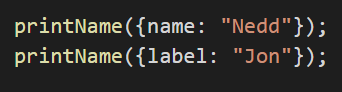 printName({name: "Nedd"});
printName({label: "Jon"});